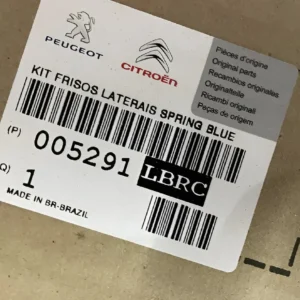 PEUGEOT
CITROËN
Pièces d'origine
Original parts
Recambios originales
Originalteile
Ricambi originali
Peças de origem
KIT FRISOS LATERAIS SPRING BLUE
(P) 005291 LBRC
Q) 1
MADE IN BR-BRAZIL